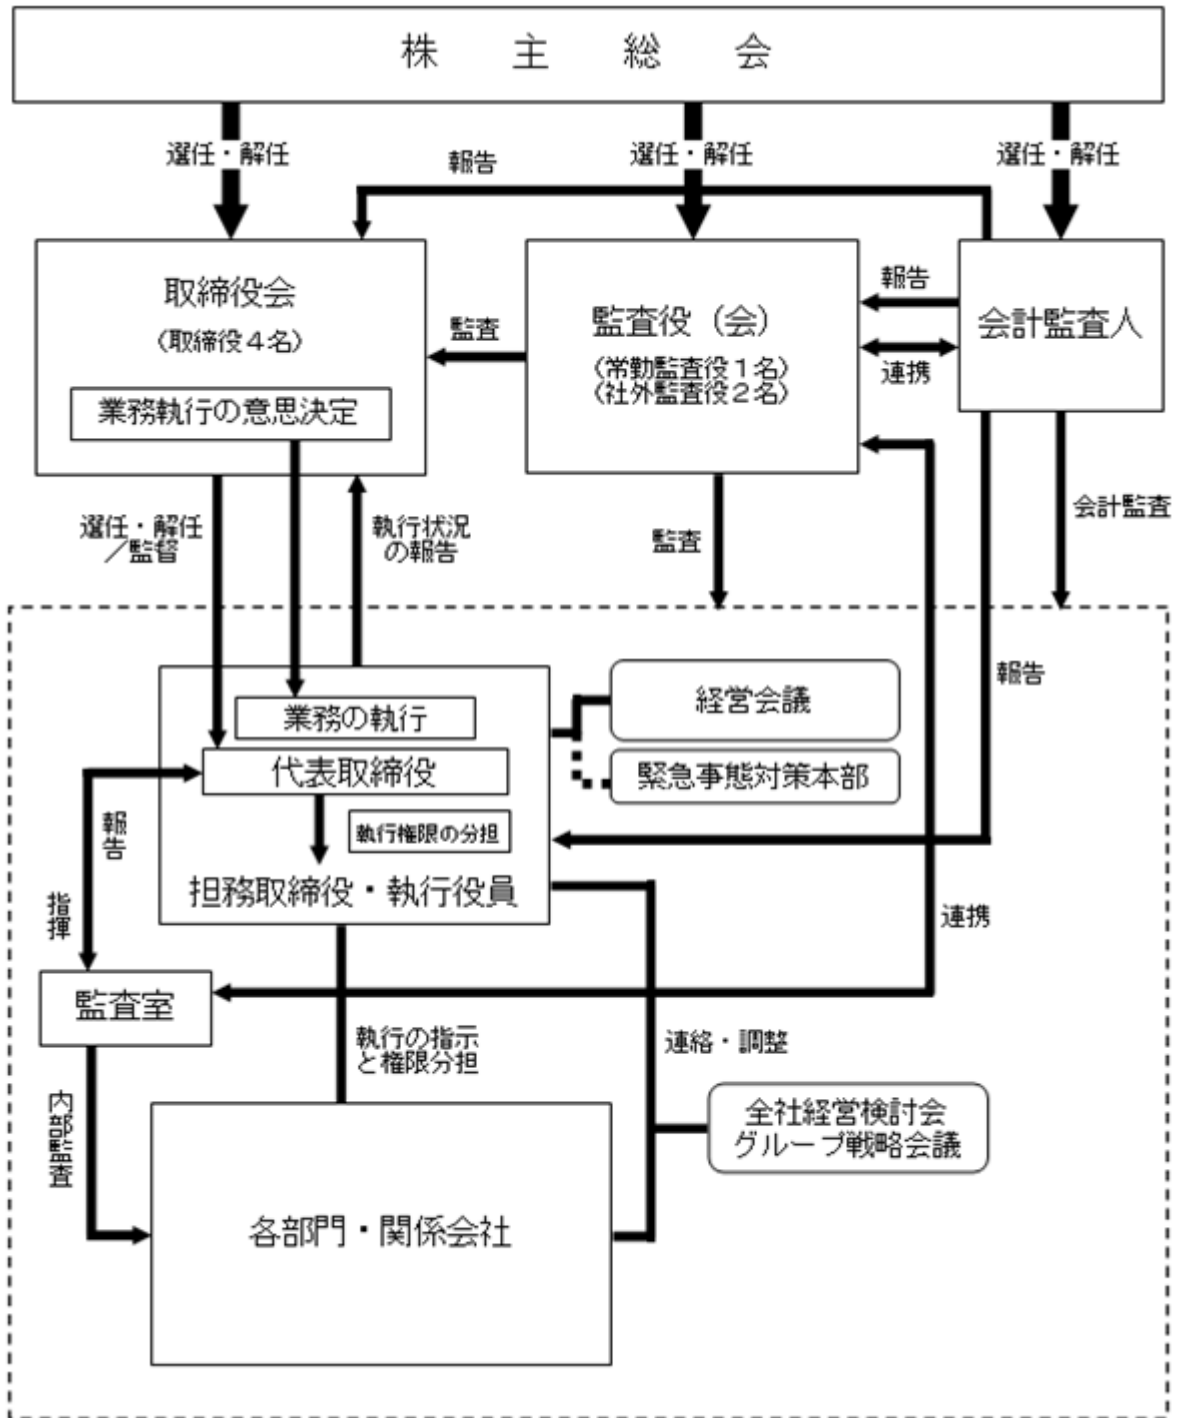 株主総会
選任・解任
選任・解任
選任・解任
報告
取締役会
(取締役4名)
業務執行の意思決定
監査
監査役(会)
(常勤監査役1名)
(社外監査役2名)
報告
連携
会計監査人
選任・解任
/監督
執行状況
の報告
監査
会計監査
報告
業務の執行
代表取締役
執行権限の分担
担務取締役・執行役員
経営会議
緊急事態対策本部
報告
指揮
連携
監査室
執行の指示
と権限分担
連絡・調整
内部監査
全社経営検討会
グループ戦略会議
各部門・関係会社